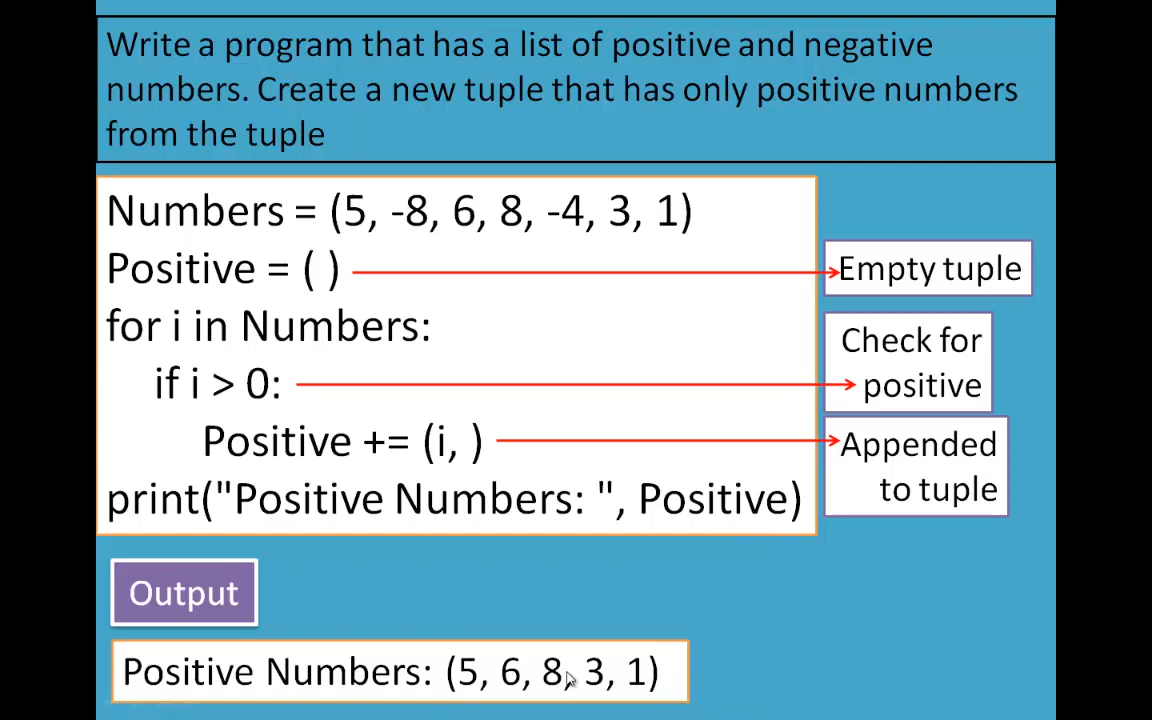 Write a program that has a list of positive and negative
numbers. Create a new tuple that has only positive numbers
from the tuple
Numbers = (5, -8, 6, 8, -4, 3, 1)
Positive = ( )
Empty tuple
for i in Numbers:
if i > 0:
Check for
positive
Positive += (i, )
Appended
to tuple
print("Positive Numbers: ", Positive)
Output
Positive Numbers: (5, 6, 8, 3, 1)